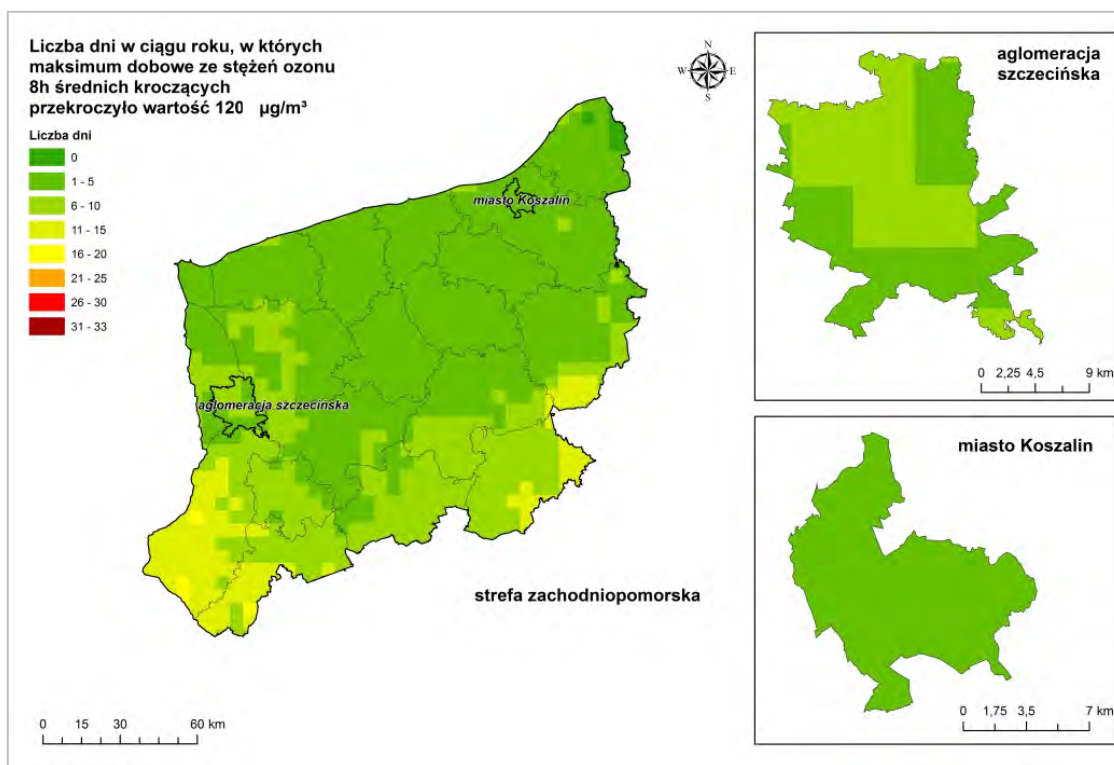 Liczba dni w ciągu roku, w których
maksimum dobowe ze stężeń ozonu
8h średnich kroczących
przekroczyło wartość 120 µg/m³
Liczba dni
0
1 - 5
6 - 10
11 - 15
16 - 20
21 - 25
26 - 30
31 - 33
N
W E
S
miasto Koszalin
aglomeracja szczecińska
strefa zachodniopomorska
0 15 30 60 km
aglomeracja
szczecińska
0 2,25 4,5 9 km
miasto Koszalin
0 1,75 3,5 7 km